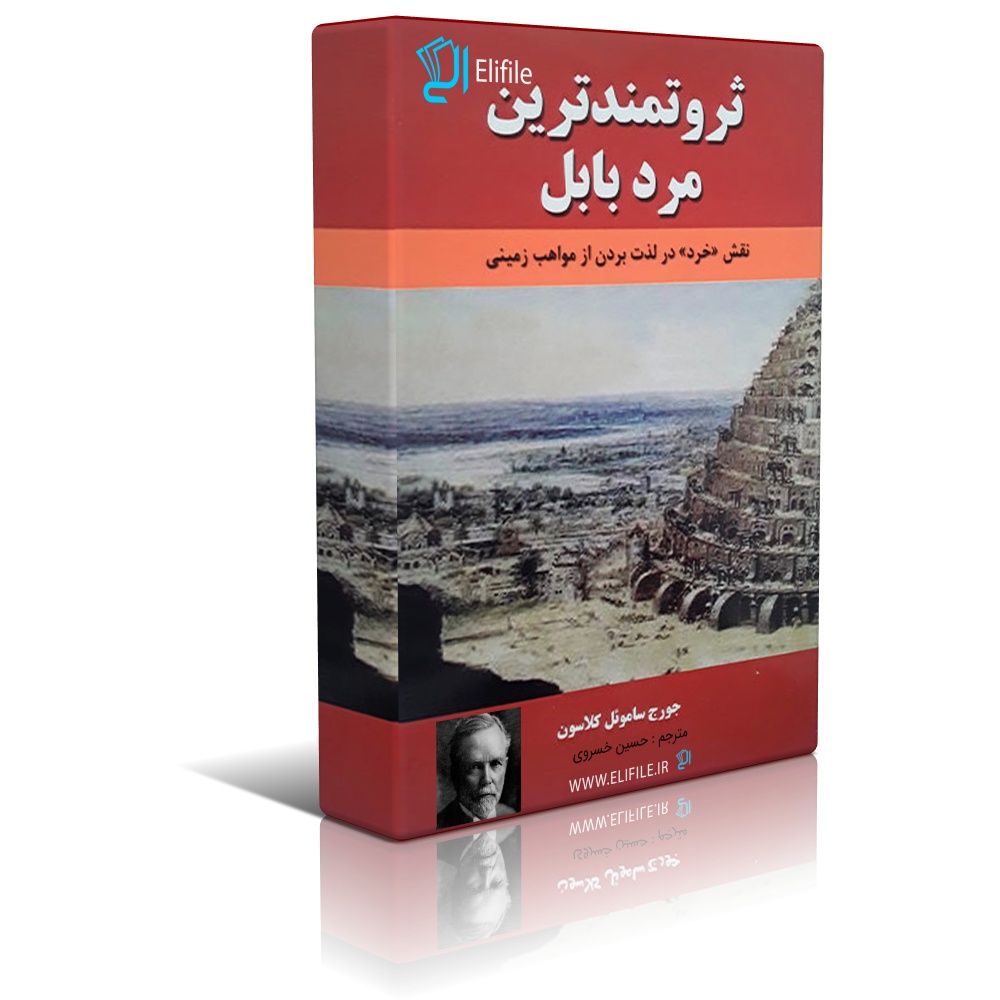 Elifile
ثروتمندترین
مرد بابل
نقش «خرد» در لذت بردن از مواهب زمینی
جورج ساموئل کلاسون
مترجم : حسین خسروی
WWW.ELIFILE.IR